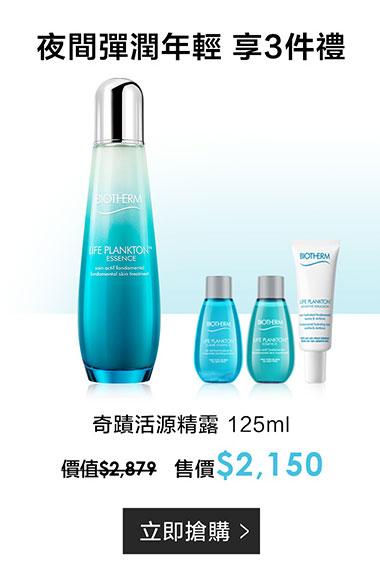 夜間彈潤年輕 享3件禮
BIOTHERM
LIFE PLANKTON™
ESSENCE
soin actif fondamental
fundamental skin treatment
BIOTHERM
LIFE PLANKTON
BIOTHERM
LIFE PLANKTON
ESSENCE
BIOTHERM
LIFE PLANKTON
奇蹟活源精露 125ml
價值$2,879 售價$2,150
立即搶購 >